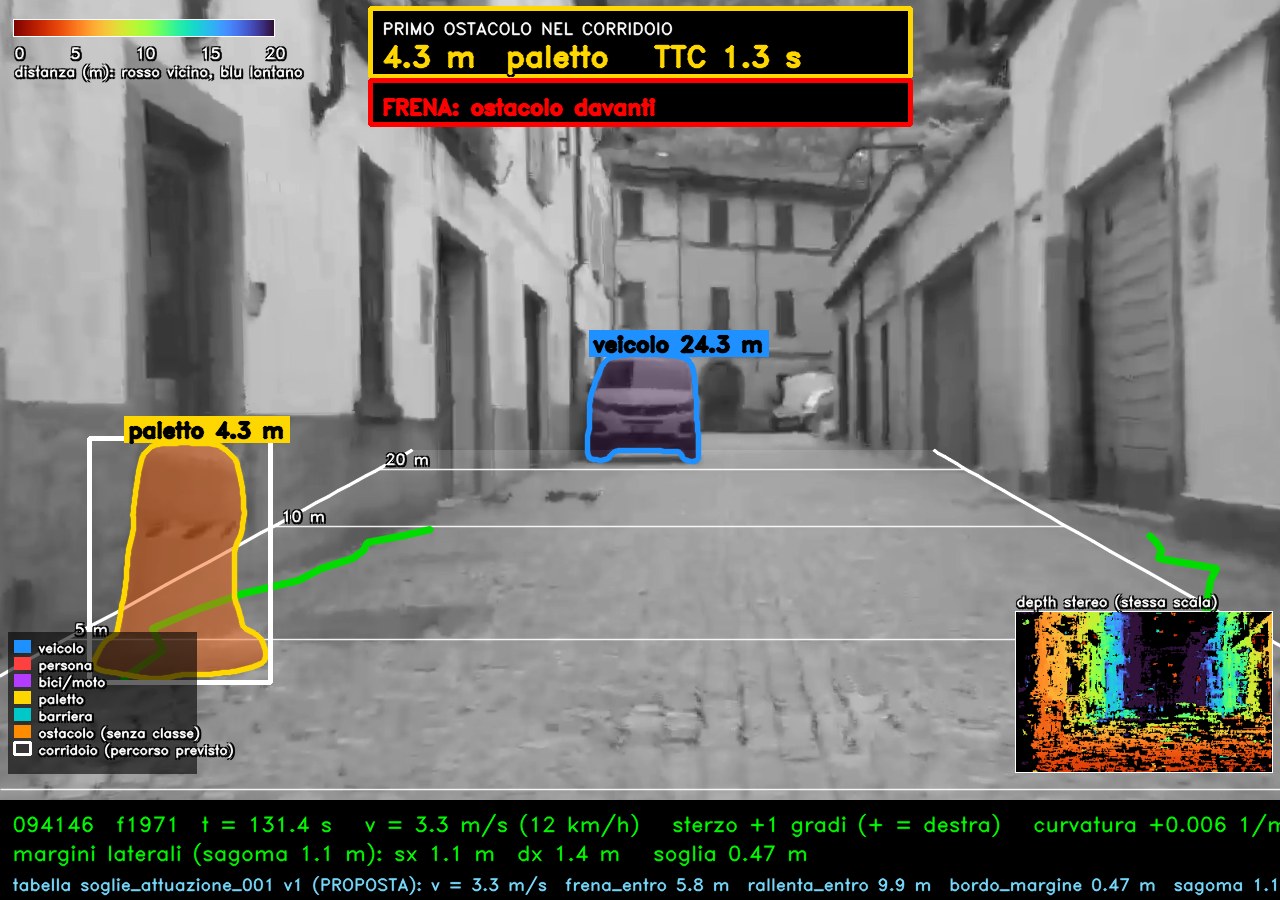 0 5 10 15 20
distanza (m): rosso vicino, blu lontano
PRIMO OSTACOLO NEL CORRIDOIO
4.3 m paletto TTC 1.3 s
FRENA: ostacolo davanti
veicolo 24.3 m
paletto 4.3 m
20 m
10 m
5 m
depth stereo (stessa scala)
veicolo
persona
bici/moto
paletto
barriera
ostacolo (senza classe)
corridoio (percorso previsto)
094146 f1971 t = 131.4 s v = 3.3 m/s (12 km/h) sterzo +1 gradi (+ = destra) curvatura +0.006 1/m
margini laterali (sagoma 1.1 m): sx 1.1 m dx 1.4 m soglia 0.47 m
tabella soglie_attuazione_001 v1 (PROPOSTA): v = 3.3 m/s frena_entro 5.8 m rallenta_entro 9.9 m bordo_margine 0.47 m sagoma 1.1